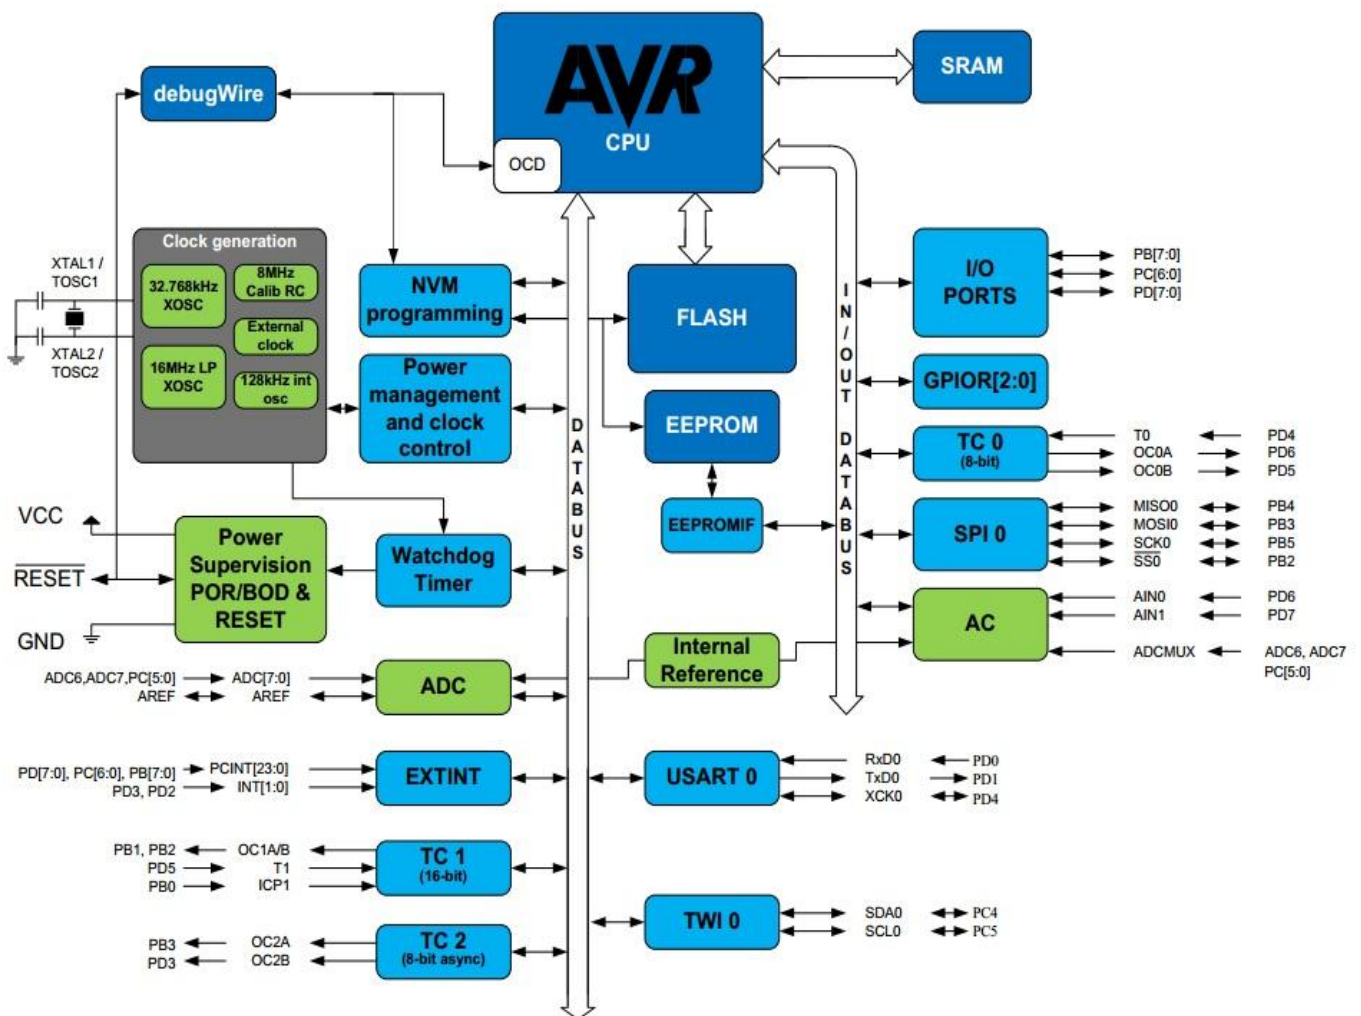 AVR
CPU
OCD
SRAM
debugWire
Clock generation
XTAL1 /
TOSC1
XTAL2 /
TOSC2
32.768kHz
XOSC
8MHz
Calib RC
External
clock
16MHz LP
XOSC
128kHz int
osc
NVM
programming
Power
management
and clock
control
FLASH
EEPROM
EEPROMIF
DATABUS
IN/OUT DATABUS
I/O
PORTS
PB[7:0]
PC[6:0]
PD[7:0]
GPIOR[2:0]
TC 0
(8-bit)
T0 PD4
OC0A PD6
OC0B PD5
SPI 0
MISO0 PB4
MOSI0 PB3
SCK0 PB5
SS0 PB2
AC
AIN0 PD6
AIN1 PD7
ADCMUX ADC6, ADC7
PC[5:0]
VCC
RESET
GND
Power
Supervision
POR/BOD &
RESET
Watchdog
Timer
Internal
Reference
ADC6,ADC7,PC[5:0] ADC[7:0]
AREF AREF
ADC
PD[7:0], PC[6:0], PB[7:0] PCINT[23:0]
PD3, PD2 INT[1:0]
EXTINT
USART 0
RxD0 PD0
TxD0 PD1
XCK0 PD4
PB1, PB2 OC1A/B
PD5 T1
PB0 ICP1
TC 1
(16-bit)
TWI 0
SDA0 PC4
SCL0 PC5
PB3 OC2A
PD3 OC2B
TC 2
(8-bit async)